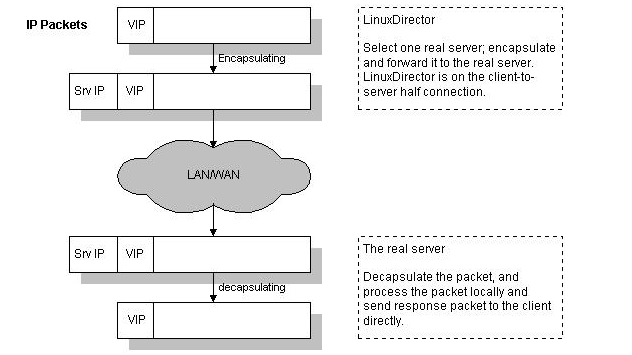 IP Packets
VIP
LinuxDirector
Select one real server; encapsulate
and forward it to the real server.
LinuxDirector is on the client-to-
server half connection.
Encapsulating
Srv IP
VIP
LAN/WAN
Srv IP
VIP
The real server
Decapsulate the packet, and
process the packet locally and
send response packet to the client
directly.
decapsulating
VIP